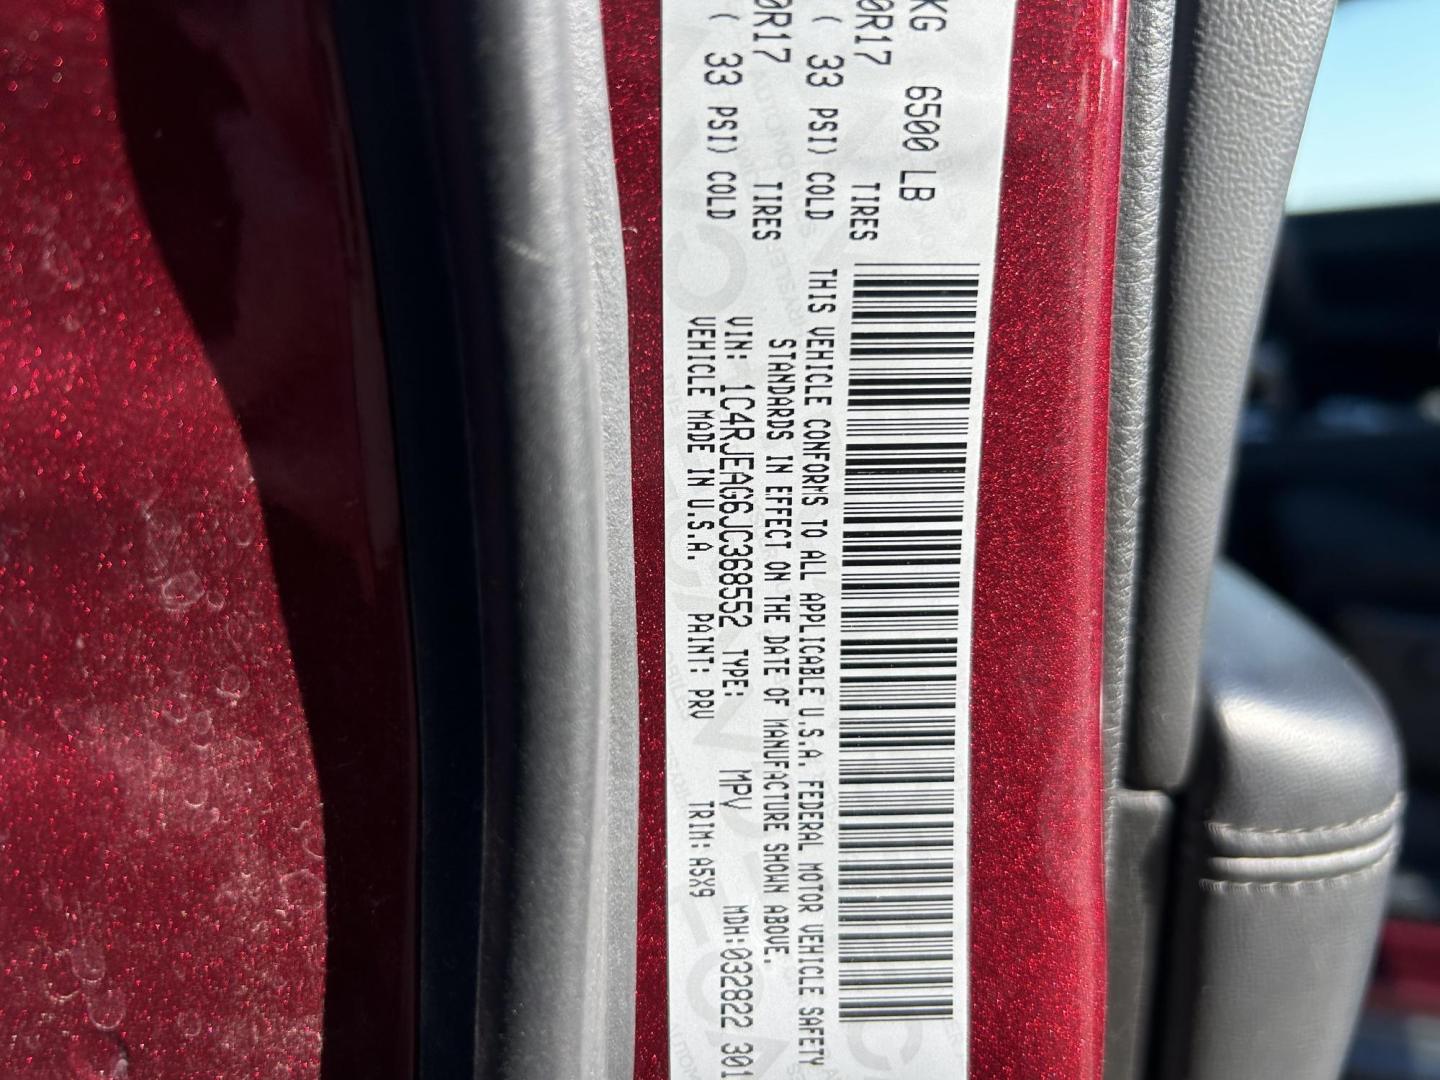 KG 6500 LB
0R17 TIRES
( 33 PSI) COLD
0R17 TIRES
( 33 PSI) COLD
THIS VEHICLE CONFORMS TO ALL APPLICABLE U.S.A. FEDERAL MOTOR VEHICLE SAFETY
STANDARDS IN EFFECT ON THE DATE OF MANUFACTURE SHOWN ABOVE.
VIN: 1C4RJEAG6JC368552 TYPE: MPV MDH:032822 301
VEHICLE MADE IN U.S.A. PAINT: PRV TRIM:A5X9